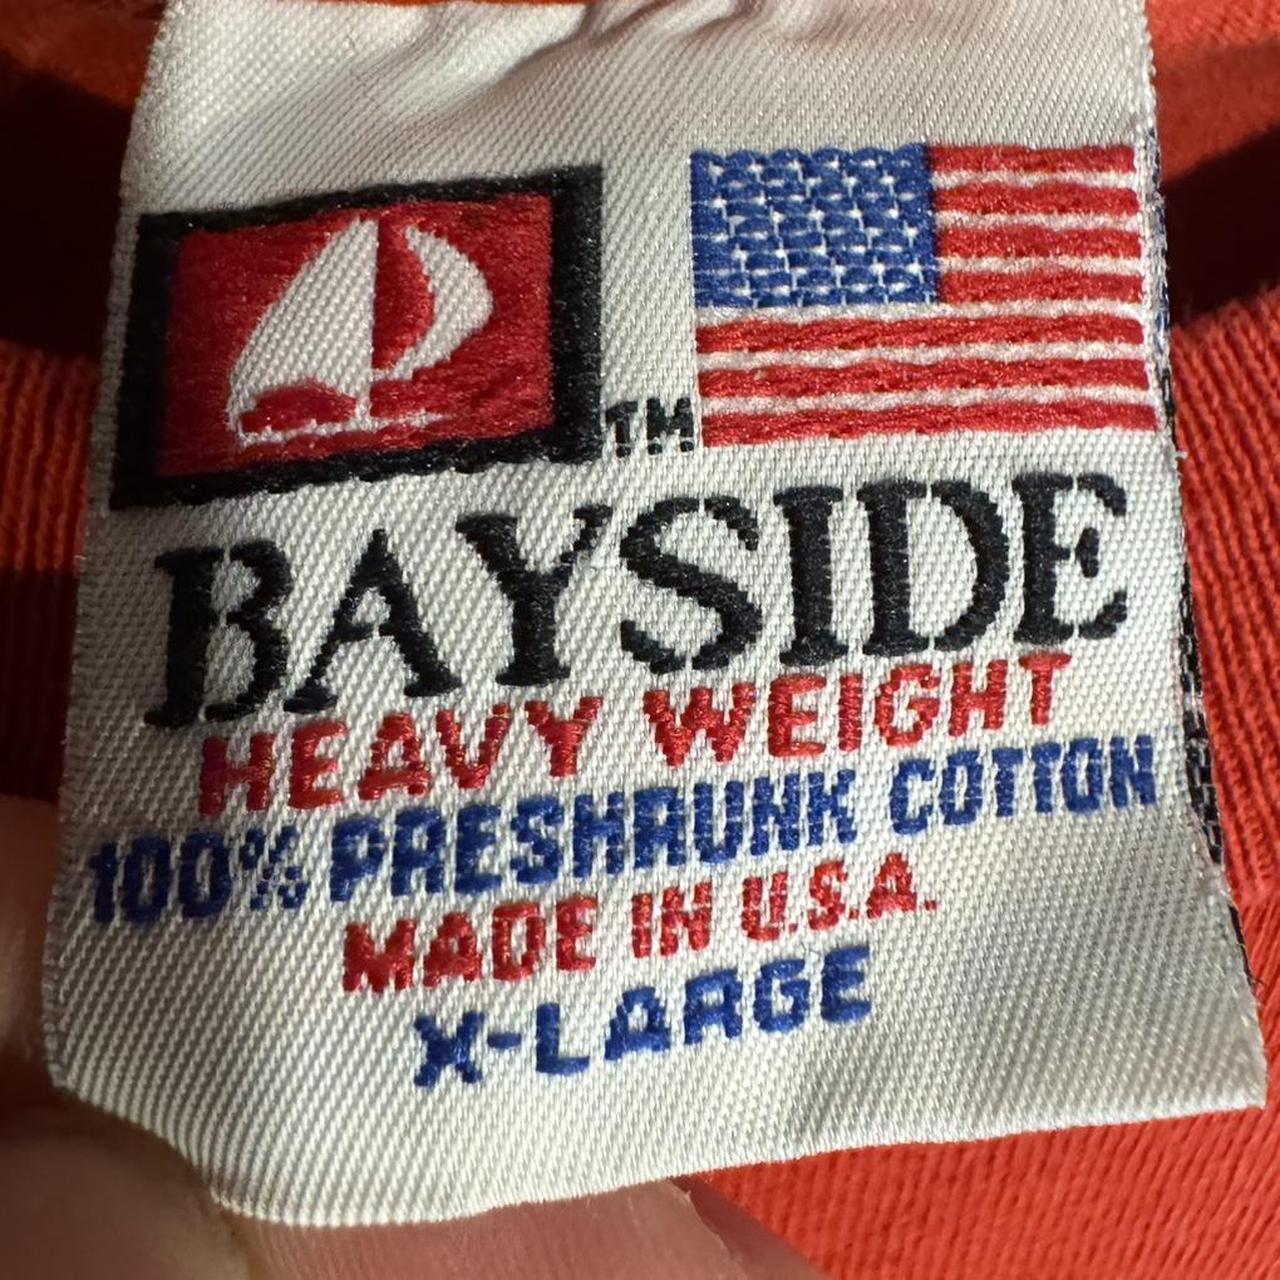 TM
BAYSIDE
HEAVY WEIGHT
100% PRESHRUNK COTTON
MADE IN U.S.A.
X-LARGE